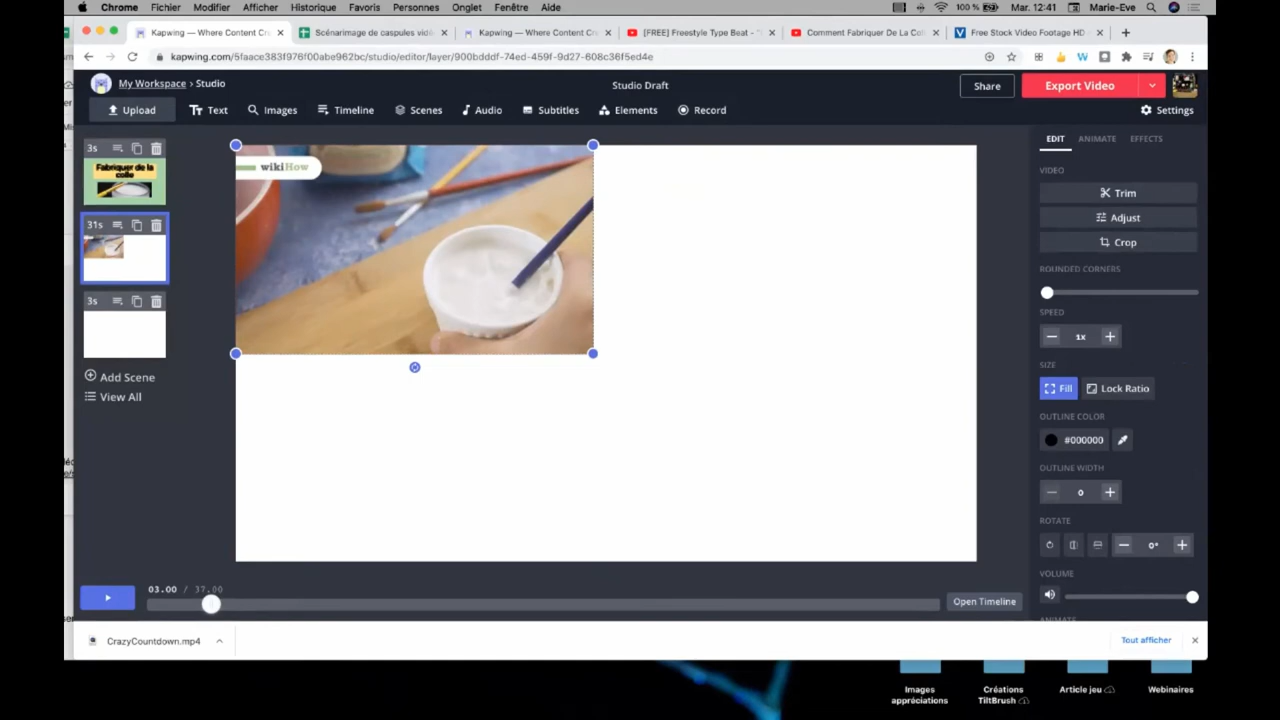 Chrome Fichier Modifier Afficher Historique Favoris Personnes Onglet Fenêtre Aide 100 % Mar. 12:41 Marie-Eve
Kapwing — Where Content Cr Scénarimage de caspules vidé Kapwing — Where Content Cr [FREE] Freestyle Type Beat - " Comment Fabriquer De La Co Free Stock Video Footage HD
kapwing.com/5faace383f976f00abe962bc/studio/editor/layer/900bdddf-74ed-459f-9d27-608c36f5ed4e
My Workspace › Studio
Studio Draft
Share
Export Video
Upload Text Images Timeline Scenes Audio Subtitles Elements Record
Settings
3s
Fabriquer de la
colle
31s
3s
Add Scene
View All
wikiHow
EDIT ANIMATE EFFECTS
VIDEO
Trim
Adjust
Crop
ROUNDED CORNERS
SPEED
1x
SIZE
Fill Lock Ratio
OUTLINE COLOR
#000000
OUTLINE WIDTH
0
ROTATE
0°
VOLUME
03.00 / 37.00
Open Timeline
CrazyCountdown.mp4
Tout afficher
Images
appréciations
Créations
TiltBrush
Article jeu
Webinaires